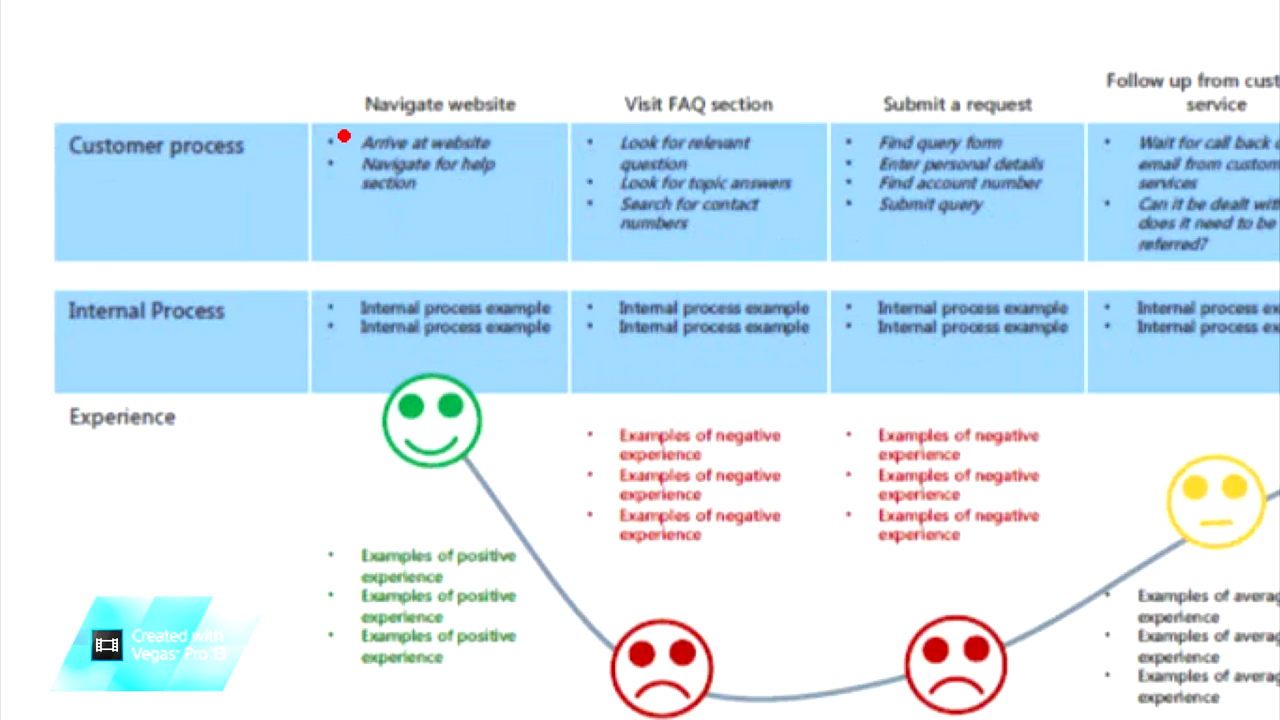 Follow up from cust
Navigate website
Visit FAQ section
Submit a request
service
Customer process
• Arrive at website
• Navigate for help
section
• Look for relevant
question
• Look for topic answers
• Search for contact
numbers
• Find query form
• Enter personal details
• Find account number
• Submit query
• Wait for call back
email from custom
services
• Can it be dealt wit
does it need to be
referred?
Internal Process
• Internal process example
• Internal process example
• Internal process example
• Internal process example
• Internal process example
• Internal process example
• Internal process ex
• Internal process ex
Experience
• Examples of positive
experience
• Examples of positive
experience
• Examples of positive
experience
• Examples of negative
experience
• Examples of negative
experience
• Examples of negative
experience
• Examples of negative
experience
• Examples of negative
experience
• Examples of negative
experience
• Examples of averag
experience
• Examples of averag
experience
• Examples of averag
experience
Created with
Vegas® Pro 13